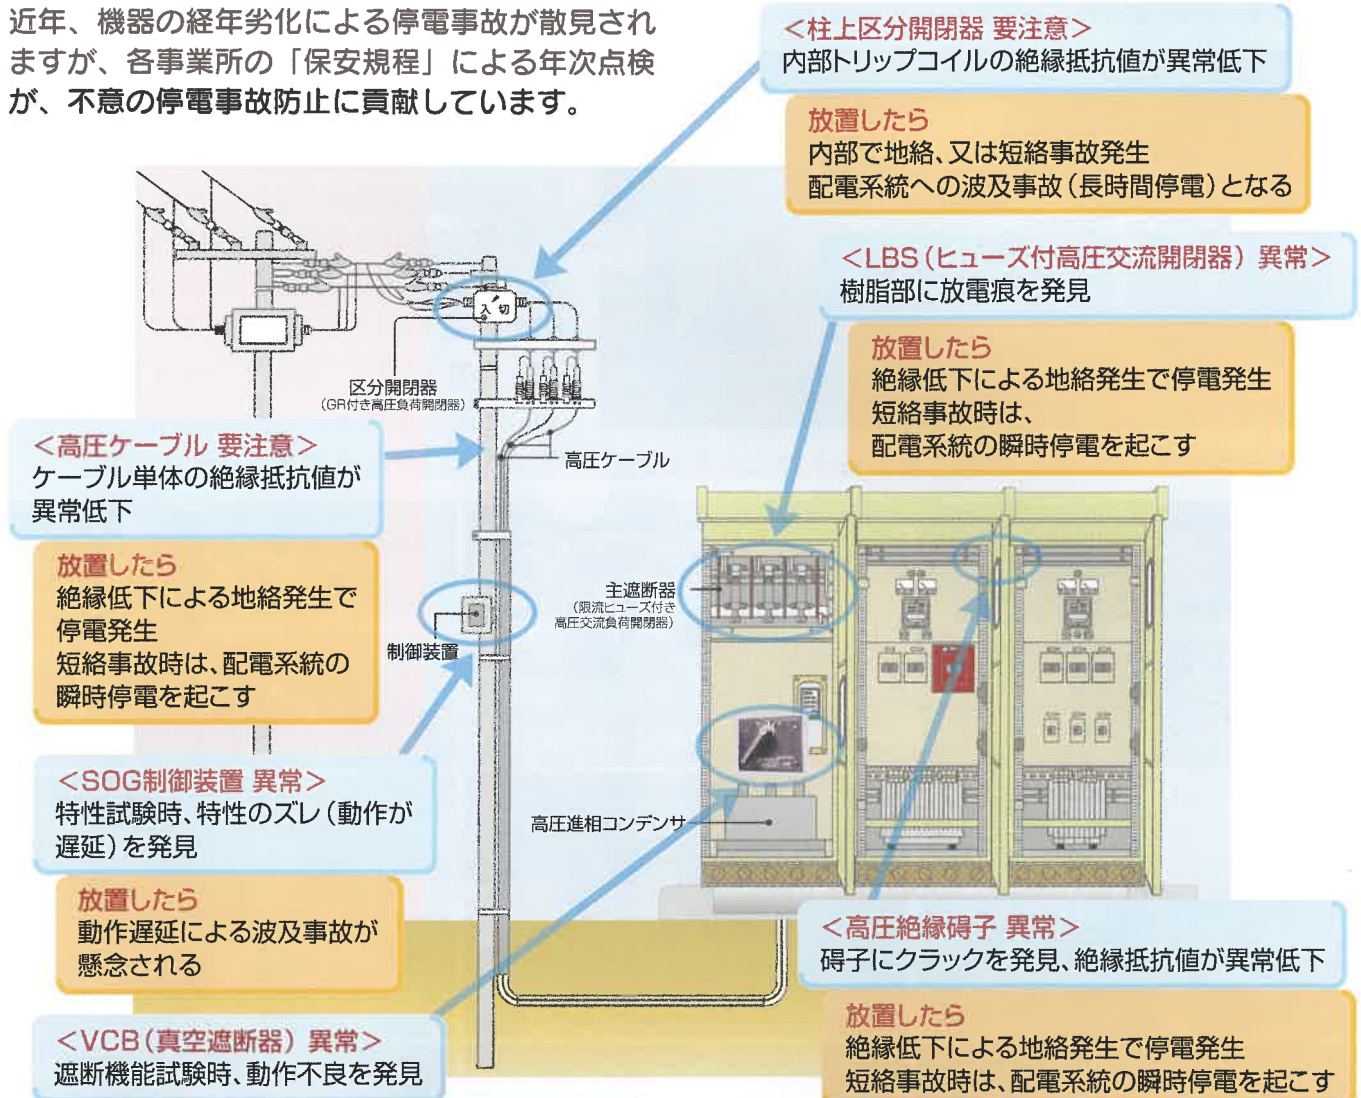 近年、機器の経年劣化による停電事故が散見され
ますが、各事業所の「保安規程」による年次点検
が、不意の停電事故防止に貢献しています。
＜柱上区分開閉器 要注意＞
内部トリップコイルの絶縁抵抗値が異常低下
放置したら
内部で地絡、又は短絡事故発生
配電系統への波及事故（長時間停電）となる
＜LBS（ヒューズ付高圧交流開閉器）異常＞
樹脂部に放電痕を発見
放置したら
絶縁低下による地絡発生で停電発生
短絡事故時は、
配電系統の瞬時停電を起こす
入 切
区分開閉器
（GR付き高圧負荷開閉器）
高圧ケーブル
＜高圧ケーブル 要注意＞
ケーブル単体の絶縁抵抗値が
異常低下
放置したら
絶縁低下による地絡発生で
停電発生
短絡事故時は、配電系統の
瞬時停電を起こす
制御装置
主遮断器
（限流ヒューズ付き
高圧交流負荷開閉器）
＜SOG制御装置 異常＞
特性試験時、特性のズレ（動作が
遅延）を発見
放置したら
動作遅延による波及事故が
懸念される
高圧進相コンデンサ
＜VCB（真空遮断器）異常＞
遮断機能試験時、動作不良を発見
＜高圧絶縁碍子 異常＞
碍子にクラックを発見、絶縁抵抗値が異常低下
放置したら
絶縁低下による地絡発生で停電発生
短絡事故時は、配電系統の瞬時停電を起こす